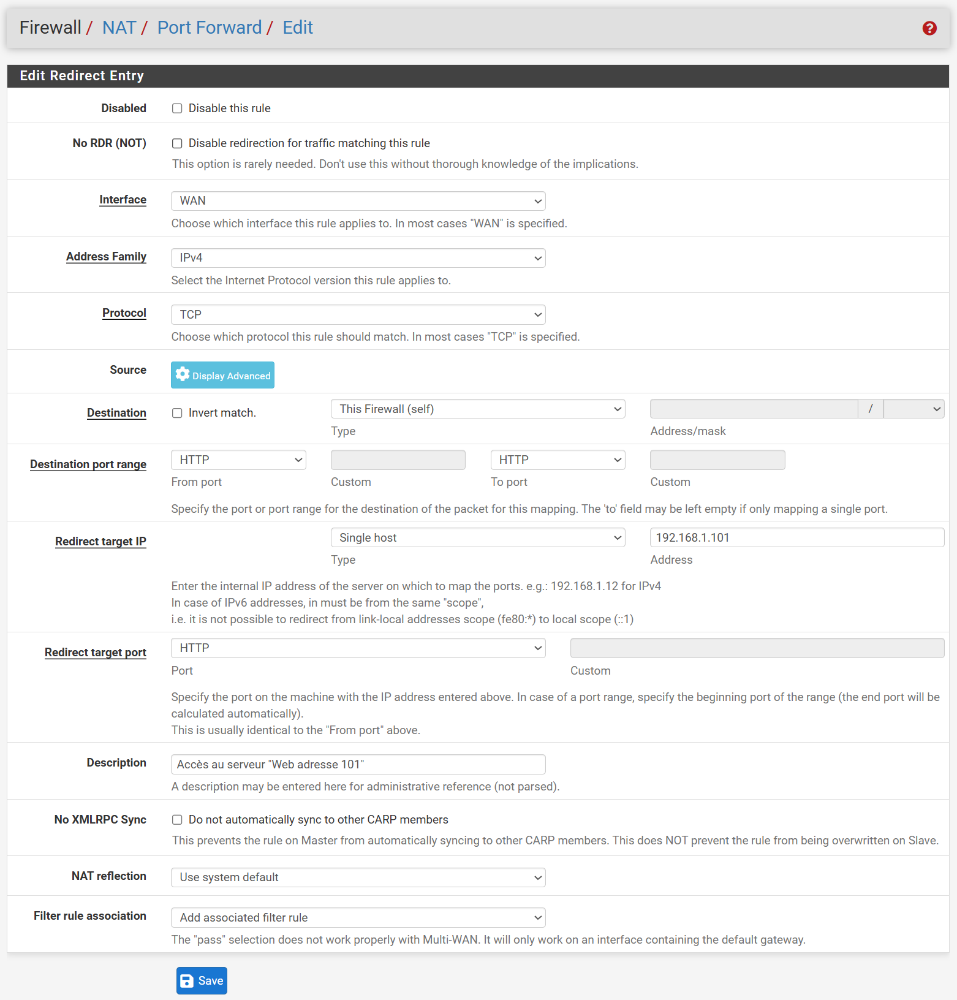 Firewall / NAT / Port Forward / Edit
Edit Redirect Entry
Disabled Disable this rule
No RDR (NOT) Disable redirection for traffic matching this rule
This option is rarely needed. Don't use this without thorough knowledge of the implications.
Interface WAN
Choose which interface this rule applies to. In most cases "WAN" is specified.
Address Family IPv4
Select the Internet Protocol version this rule applies to.
Protocol TCP
Choose which protocol this rule should match. In most cases "TCP" is specified.
Source Display Advanced
Destination Invert match. This Firewall (self) /
Type Address/mask
Destination port range HTTP HTTP
From port Custom To port Custom
Specify the port or port range for the destination of the packet for this mapping. The 'to' field may be left empty if only mapping a single port.
Redirect target IP Single host 192.168.1.101
Type Address
Enter the internal IP address of the server on which to map the ports. e.g.: 192.168.1.12 for IPv4
In case of IPv6 addresses, in must be from the same "scope",
i.e. it is not possible to redirect from link-local addresses scope (fe80:*) to local scope (::1)
Redirect target port HTTP
Port Custom
Specify the port on the machine with the IP address entered above. In case of a port range, specify the beginning port of the range (the end port will be
calculated automatically).
This is usually identical to the "From port" above.
Description Accès au serveur "Web adresse 101"
A description may be entered here for administrative reference (not parsed).
No XMLRPC Sync Do not automatically sync to other CARP members
This prevents the rule on Master from automatically syncing to other CARP members. This does NOT prevent the rule from being overwritten on Slave.
NAT reflection Use system default
Filter rule association Add associated filter rule
The "pass" selection does not work properly with Multi-WAN. It will only work on an interface containing the default gateway.
Save